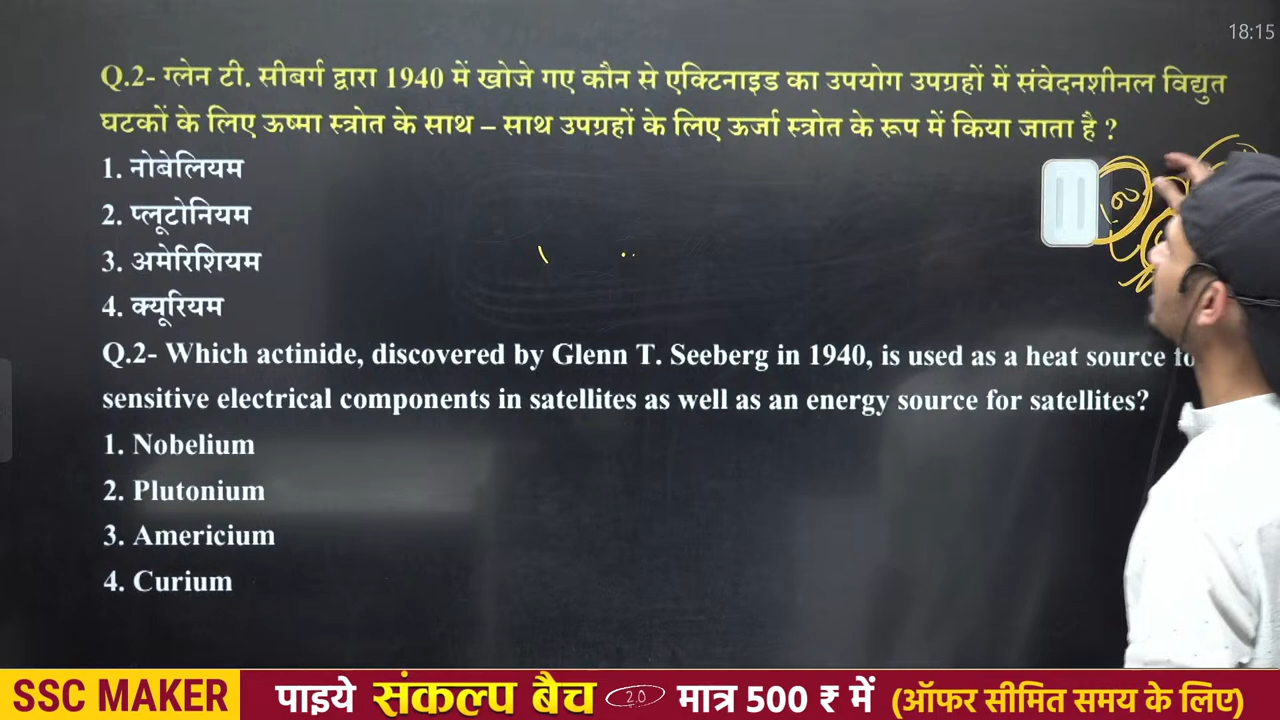 18:15
Q.2- ग्लेन टी. सीबर्ग द्वारा 1940 में खोजे गए कौन से एक्टिनाइड का उपयोग उपग्रहों में संवेदनशीनल विद्युत
घटकों के लिए ऊष्मा स्त्रोत के साथ – साथ उपग्रहों के लिए ऊर्जा स्त्रोत के रूप में किया जाता है ?
1. नोबेलियम
2. प्लूटोनियम
3. अमेरिशियम
4. क्यूरियम
Q.2- Which actinide, discovered by Glenn T. Seeberg in 1940, is used as a heat source
sensitive electrical components in satellites as well as an energy source for satellites?
1. Nobelium
2. Plutonium
3. Americium
4. Curium
SSC MAKER पाइये संकल्प बैच 2.0 मात्र 500 ₹ में (ऑफर सीमित समय के लिए)